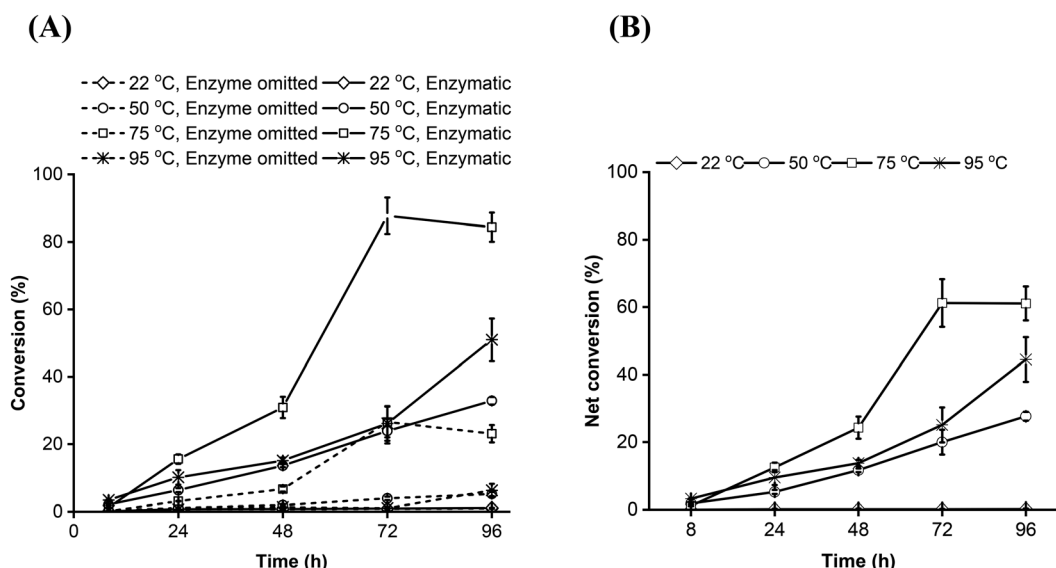 (A)
22 °C, Enzyme omitted 22 °C, Enzymatic
50 °C, Enzyme omitted 50 °C, Enzymatic
75 °C, Enzyme omitted 75 °C, Enzymatic
95 °C, Enzyme omitted 95 °C, Enzymatic
100
80
60
40
20
0
Conversion (%)
0 24 48 72 96
Time (h)
(B)
22 °C 50 °C 75 °C 95 °C
100
80
60
40
20
0
Net conversion (%)
8 24 48 72 96
Time (h)